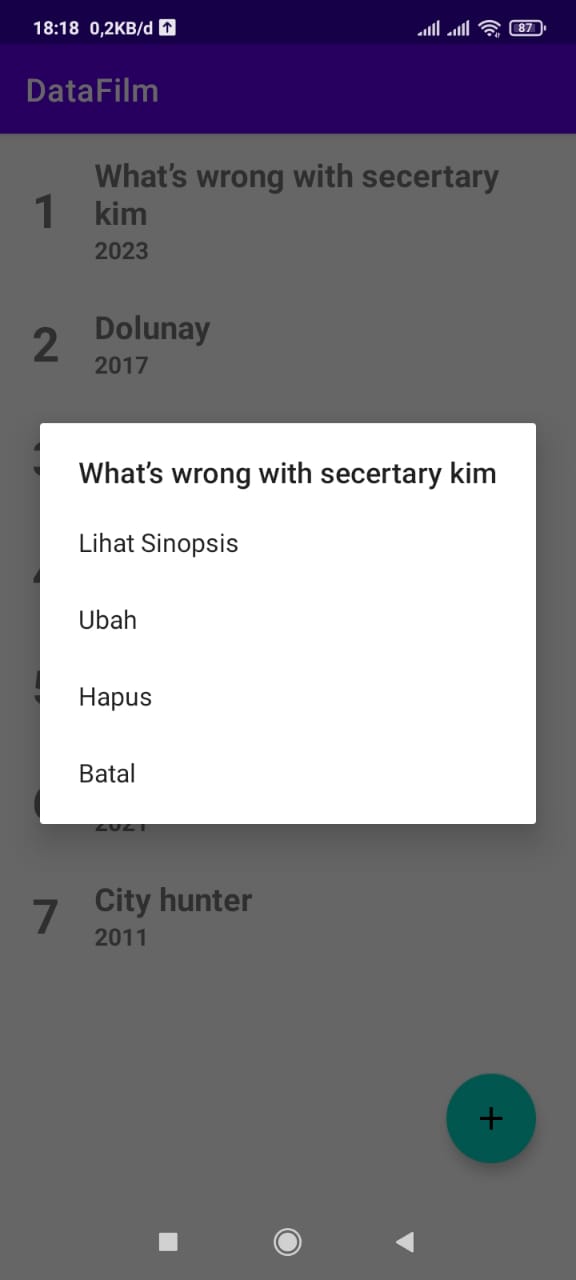 18:18 0,2KB/d
87
DataFilm
1
What's wrong with secertary
kim
2023
2
Dolunay
2017
What's wrong with secertary kim
Lihat Sinopsis
Ubah
Hapus
Batal
2021
7
City hunter
2011
+